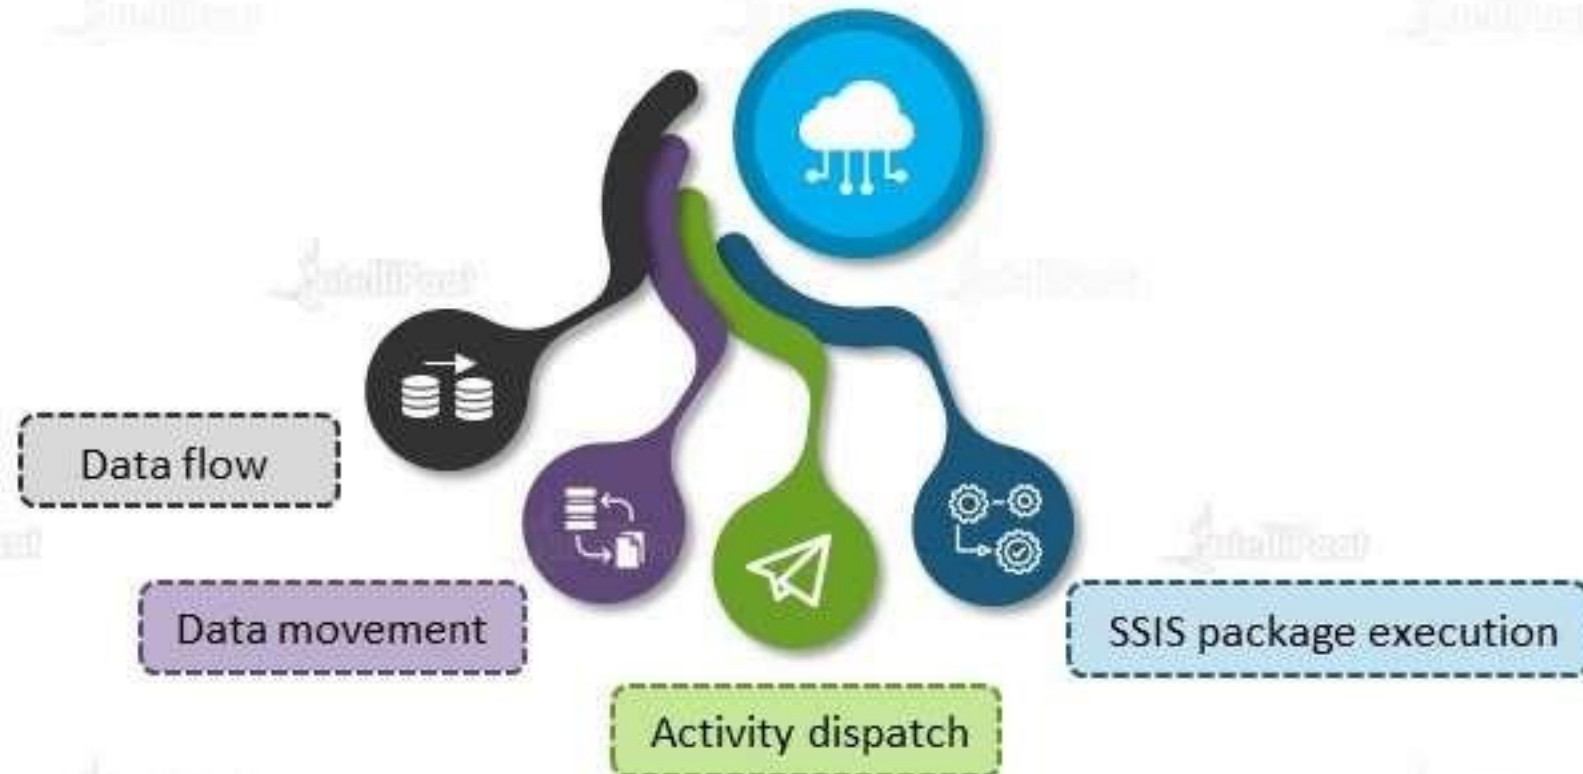 Data flow
Data movement
SSIS package execution
Activity dispatch